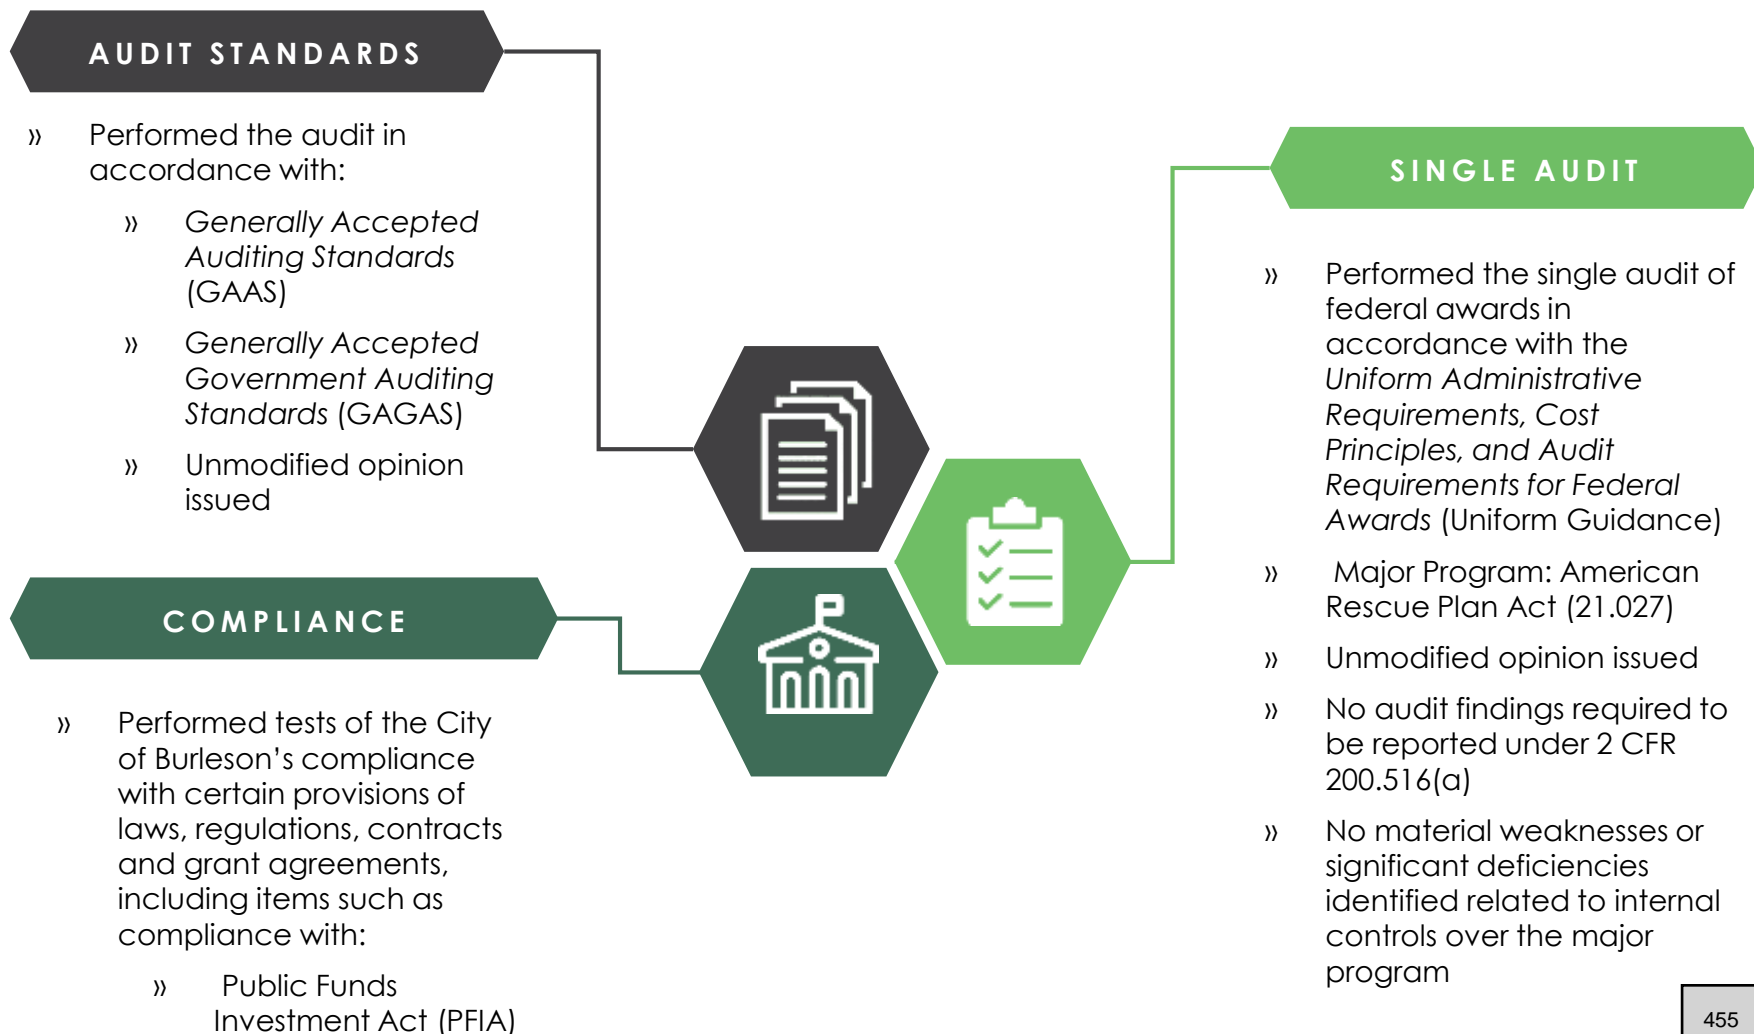 AUDIT STANDARDS
» Performed the audit in
accordance with:
» Generally Accepted
Auditing Standards
(GAAS)
» Generally Accepted
Government Auditing
Standards (GAGAS)
» Unmodified opinion
issued
COMPLIANCE
» Performed tests of the City
of Burleson’s compliance
with certain provisions of
laws, regulations, contracts
and grant agreements,
including items such as
compliance with:
» Public Funds
Investment Act (PFIA)
SINGLE AUDIT
» Performed the single audit of
federal awards in
accordance with the
Uniform Administrative
Requirements, Cost
Principles, and Audit
Requirements for Federal
Awards (Uniform Guidance)
» Major Program: American
Rescue Plan Act (21.027)
» Unmodified opinion issued
» No audit findings required to
be reported under 2 CFR
200.516(a)
» No material weaknesses or
significant deficiencies
identified related to internal
controls over the major
program
455